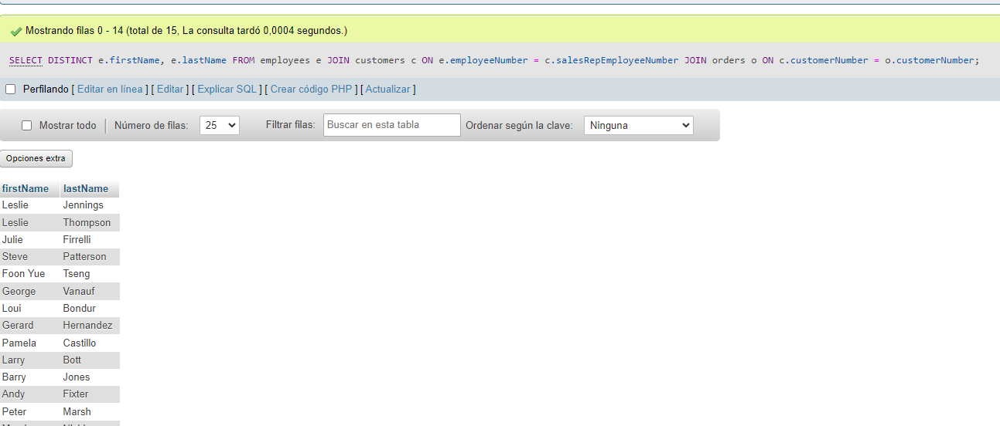 Mostrando filas 0 - 14 (total de 15, La consulta tardó 0,0004 segundos.)
SELECT DISTINCT e.firstName, e.lastName FROM employees e JOIN customers c ON e.employeeNumber = c.salesRepEmployeeNumber JOIN orders o ON c.customerNumber = o.customerNumber;
Perfilando [ Editar en línea ] [ Editar ] [ Explicar SQL ] [ Crear código PHP ] [ Actualizar ]
Mostrar todo | Número de filas: 25 Filtrar filas: Buscar en esta tabla Ordenar según la clave: Ninguna
Opciones extra
firstName lastName
Leslie Jennings
Leslie Thompson
Julie Firrelli
Steve Patterson
Foon Yue Tseng
George Vanauf
Loui Bondur
Gerard Hernandez
Pamela Castillo
Larry Bott
Barry Jones
Andy Fixter
Peter Marsh